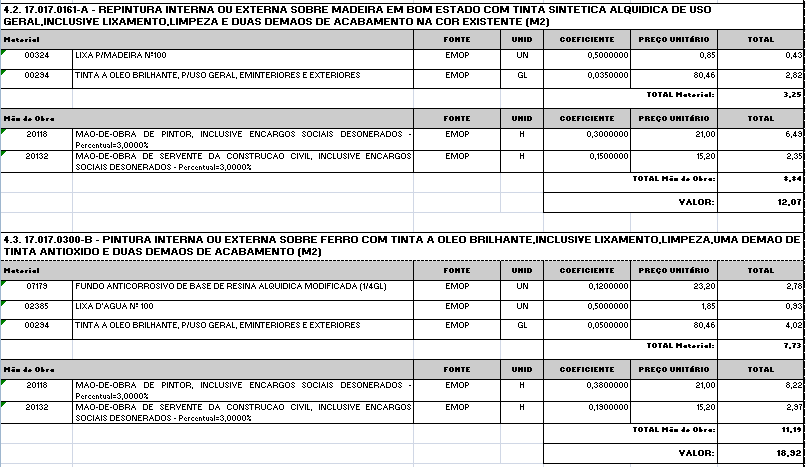 4.2. 17.017.0161-A - REPINTURA INTERNA OU EXTERNA SOBRE MADEIRA EM BOM ESTADO COM TINTA SINTETICA ALQUIDICA DE USO
GERAL,INCLUSIVE LIXAMENTO,LIMPEZA E DUAS DEMAOS DE ACABAMENTO NA COR EXISTENTE (M2)
Material FONTE UNID COEFICIENTE PREÇO UNITÁRIO TOTAL
00324 LIXA P/MADEIRA Nº100 EMOP UN 0,5000000 0,85 0,43
00294 TINTA A OLEO BRILHANTE, P/USO GERAL, EMINTERIORES E EXTERIORES EMOP GL 0,0350000 80,46 2,82
TOTAL Material: 3,25
Mão de Obra FONTE UNID COEFICIENTE PREÇO UNITÁRIO TOTAL
20118 MAO-DE-OBRA DE PINTOR, INCLUSIVE ENCARGOS SOCIAIS DESONERADOS - EMOP H 0,3000000 21,00 6,49
Percentual=3,0000%
20132 MAO-DE-OBRA DE SERVENTE DA CONSTRUCAO CIVIL, INCLUSIVE ENCARGOS EMOP H 0,1500000 15,20 2,35
SOCIAIS DESONERADOS - Percentual=3,0000%
TOTAL Mão de Obra: 8,84
VALOR: 12,07
4.3. 17.017.0300-B - PINTURA INTERNA OU EXTERNA SOBRE FERRO COM TINTA A OLEO BRILHANTE,INCLUSIVE LIXAMENTO,LIMPEZA,UMA DEMAO DE
TINTA ANTIOXIDO E DUAS DEMAOS DE ACABAMENTO (M2)
Material FONTE UNID COEFICIENTE PREÇO UNITÁRIO TOTAL
07179 FUNDO ANTICORROSIVO DE BASE DE RESINA ALQUIDICA MODIFICADA (1/4GL) EMOP UN 0,1200000 23,20 2,78
02385 LIXA D'AGUA Nº 100 EMOP UN 0,5000000 1,85 0,93
00294 TINTA A OLEO BRILHANTE, P/USO GERAL, EMINTERIORES E EXTERIORES EMOP GL 0,0500000 80,46 4,02
TOTAL Material: 7,73
Mão de Obra FONTE UNID COEFICIENTE PREÇO UNITÁRIO TOTAL
20118 MAO-DE-OBRA DE PINTOR, INCLUSIVE ENCARGOS SOCIAIS DESONERADOS - EMOP H 0,3800000 21,00 8,22
Percentual=3,0000%
20132 MAO-DE-OBRA DE SERVENTE DA CONSTRUCAO CIVIL, INCLUSIVE ENCARGOS EMOP H 0,1900000 15,20 2,97
SOCIAIS DESONERADOS - Percentual=3,0000%
TOTAL Mão de Obra: 11,19
VALOR: 18,92